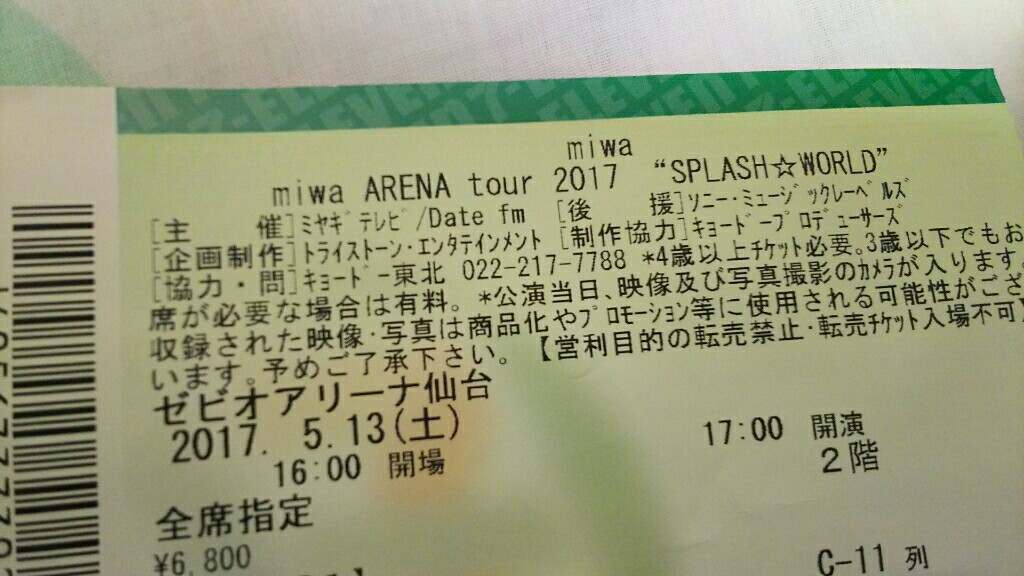 7-ELEVEN 7-ELEVEN
miwa
miwa ARENA tour 2017 “SPLASH☆WORLD”
[主 催]ﾐﾔｷﾞﾃﾚﾋﾞ/Date fm [後 援]ｿﾆｰ･ﾐｭｰｼﾞｯｸﾚｰﾍﾞﾙｽﾞ
[企画制作]ﾄﾗｲｽﾄｰﾝ･ｴﾝﾀﾃｲﾝﾒﾝﾄ [制作協力]ｷｮｰﾄﾞｰﾌﾟﾛﾃﾞｭｰｻｰｽﾞ
[協力・問]ｷｮｰﾄﾞｰ東北 022-217-7788 *4歳以上ﾁｹｯﾄ必要。3歳以下でもお
席が必要な場合は有料。*公演当日、映像及び写真撮影のｶﾒﾗが入ります。
収録された映像・写真は商品化やﾌﾟﾛﾓｰｼｮﾝ等に使用される可能性がござ
います。予めご了承下さい。【営利目的の転売禁止・転売ﾁｹｯﾄ入場不可】
ゼビオアリーナ仙台
2017. 5.13(土)
16:00 開場 17:00 開演
2階
全席指定
¥6,800
C-11 列